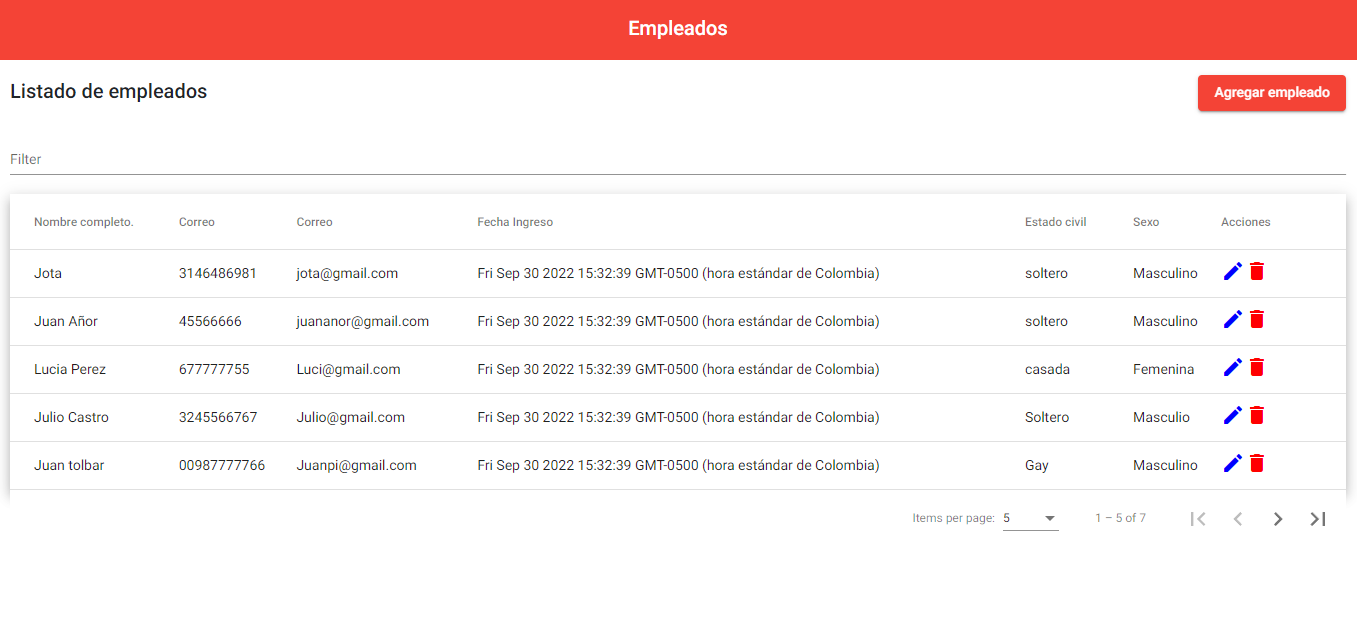 Empleados
Listado de empleados
Agregar empleado
Filter
Nombre completo. Correo Correo Fecha Ingreso Estado civil Sexo Acciones
Jota 3146486981 jota@gmail.com Fri Sep 30 2022 15:32:39 GMT-0500 (hora estándar de Colombia) soltero Masculino
Juan Añor 45566666 juananor@gmail.com Fri Sep 30 2022 15:32:39 GMT-0500 (hora estándar de Colombia) soltero Masculino
Lucia Perez 677777755 Luci@gmail.com Fri Sep 30 2022 15:32:39 GMT-0500 (hora estándar de Colombia) casada Femenina
Julio Castro 3245566767 Julio@gmail.com Fri Sep 30 2022 15:32:39 GMT-0500 (hora estándar de Colombia) Soltero Masculio
Juan tolbar 00987777766 Juanpi@gmail.com Fri Sep 30 2022 15:32:39 GMT-0500 (hora estándar de Colombia) Gay Masculino
Items per page: 5 1 – 5 of 7